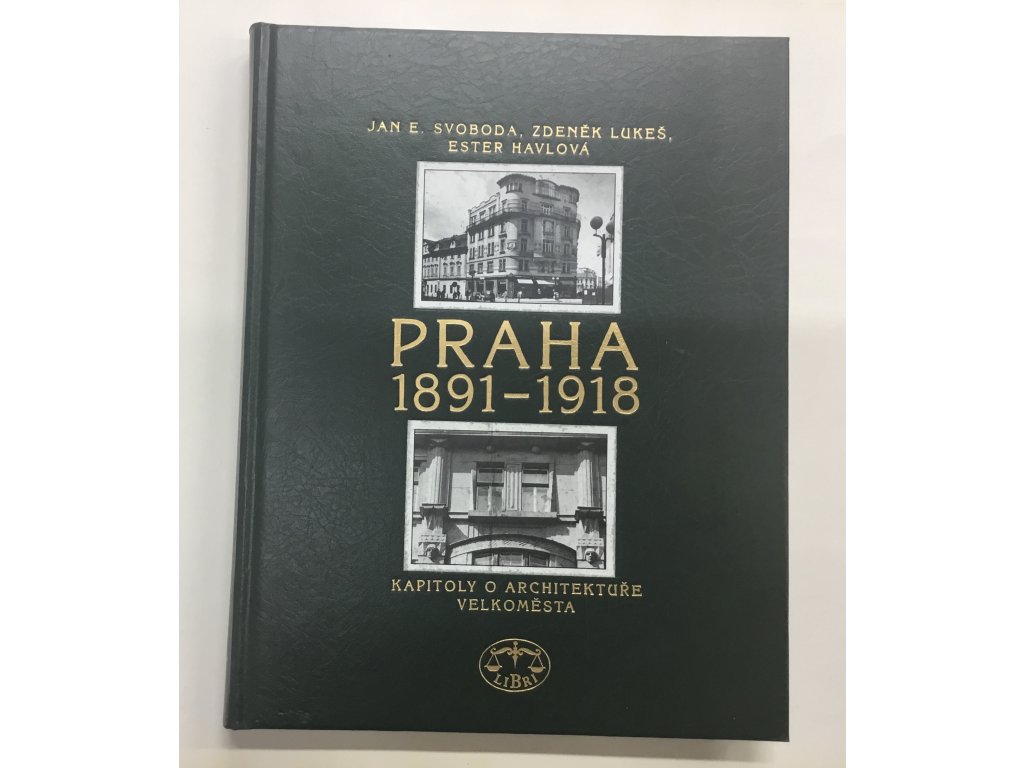 JAN E. SVOBODA, ZDENĚK LUKEŠ,
ESTER HAVLOVÁ
PRAHA
1891–1918
KAPITOLY O ARCHITEKTUŘE
VELKOMĚSTA
LIBRI